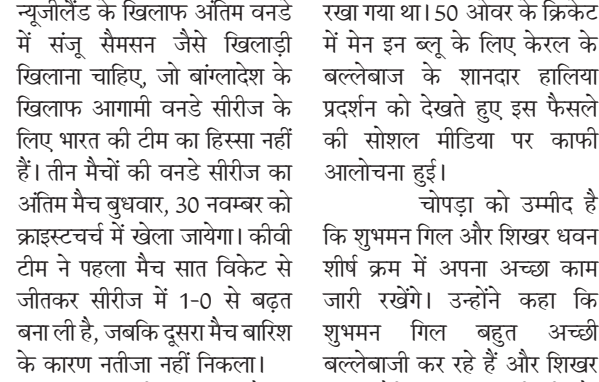 न्यूजीलैंड के खिलाफ अंतिम वनडे
में संजू सैमसन जैसे खिलाड़ी
खिलाना चाहिए, जो बांग्लादेश के
खिलाफ आगामी वनडे सीरीज के
लिए भारत की टीम का हिस्सा नहीं
हैं। तीन मैचों की वनडे सीरीज का
अंतिम मैच बुधवार, 30 नवम्बर को
क्राइस्टचर्च में खेला जायेगा। कीवी
टीम ने पहला मैच सात विकेट से
जीतकर सीरीज में 1-0 से बढ़त
बना ली है, जबकि दूसरा मैच बारिश
के कारण नतीजा नहीं निकला।
रखा गया था।50 ओवर के क्रिकेट
में मेन इन ब्लू के लिए केरल के
बल्लेबाज के शानदार हालिया
प्रदर्शन को देखते हुए इस फैसले
की सोशल मीडिया पर काफी
आलोचना हुई।
चोपड़ा को उम्मीद है
कि शुभमन गिल और शिखर धवन
शीर्ष क्रम में अपना अच्छा काम
जारी रखेंगे। उन्होंने कहा कि
शुभमन गिल बहुत अच्छी
बल्लेबाजी कर रहे हैं और शिखर